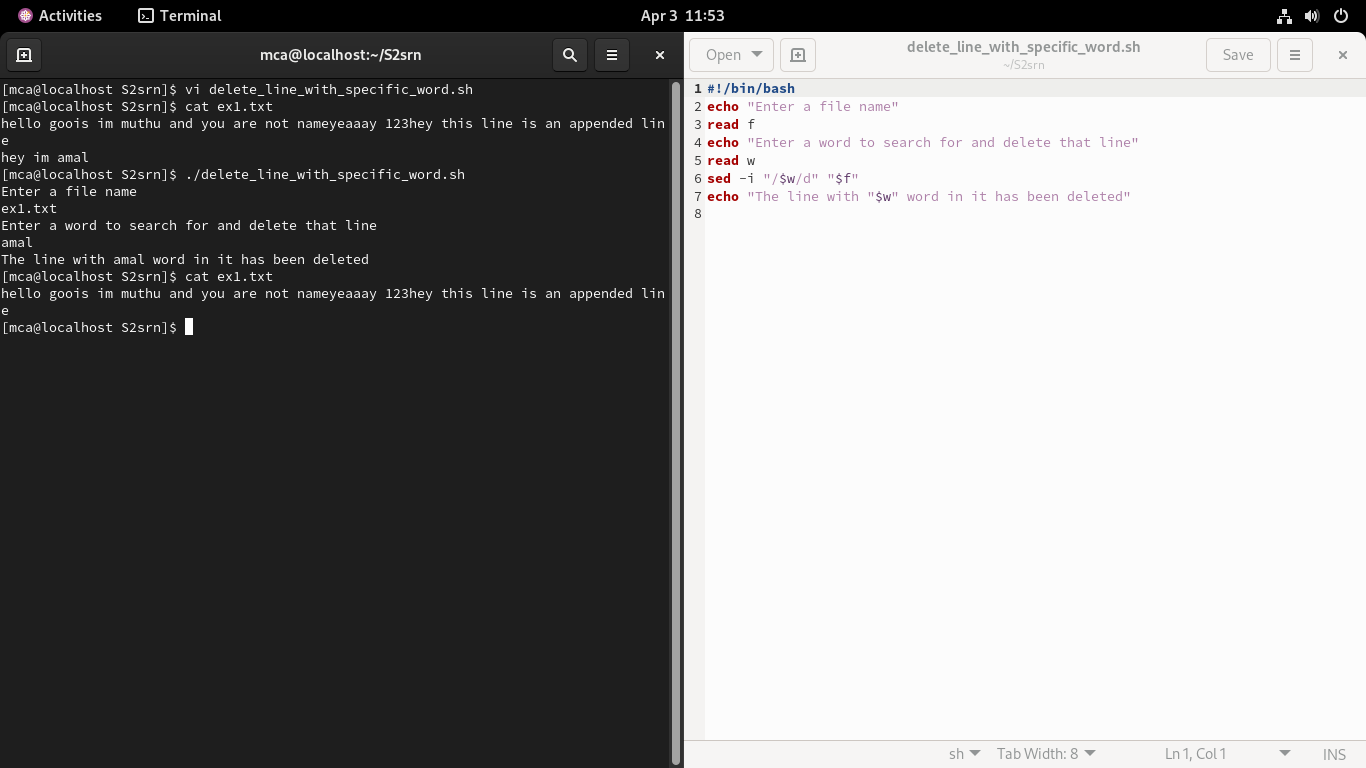 Activities
Terminal
Apr 3 11:53
mca@localhost:~/S2srn
[mca@localhost S2srn]$ vi delete_line_with_specific_word.sh
[mca@localhost S2srn]$ cat ex1.txt
hello goois im muthu and you are not nameyeaaay 123hey this line is an appended lin
e
hey im amal
[mca@localhost S2srn]$ ./delete_line_with_specific_word.sh
Enter a file name
ex1.txt
Enter a word to search for and delete that line
amal
The line with amal word in it has been deleted
[mca@localhost S2srn]$ cat ex1.txt
hello goois im muthu and you are not nameyeaaay 123hey this line is an appended lin
e
[mca@localhost S2srn]$
Open
delete_line_with_specific_word.sh
~/S2srn
Save
1 #!/bin/bash
2 echo "Enter a file name"
3 read f
4 echo "Enter a word to search for and delete that line"
5 read w
6 sed -i "/$w/d" "$f"
7 echo "The line with "$w" word in it has been deleted"
8
sh
Tab Width: 8
Ln 1, Col 1
INS